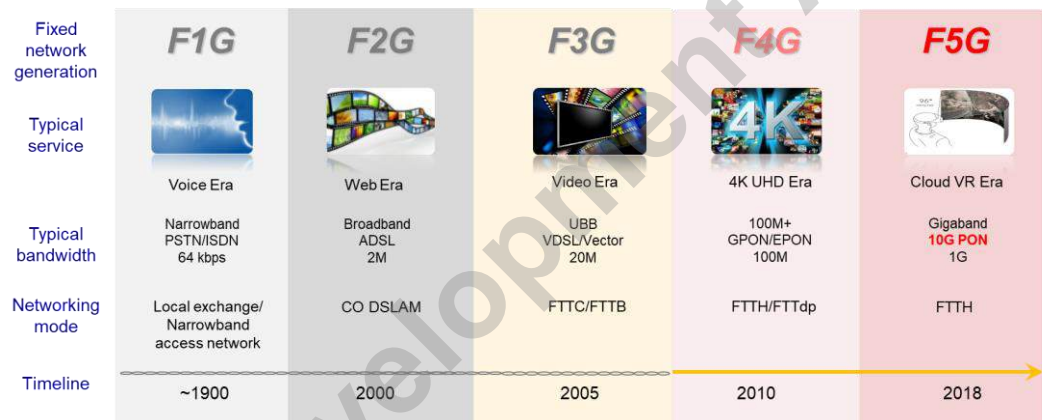 Fixed
network
generation
F1G
F2G
F3G
F4G
F5G
Typical
service
4K
96°
Voice Era
Web Era
Video Era
4K UHD Era
Cloud VR Era
Typical
bandwidth
Narrowband
PSTN/ISDN
64 kbps
Broadband
ADSL
2M
UBB
VDSL/Vector
20M
100M+
GPON/EPON
100M
Gigaband
10G PON
1G
Networking
mode
Local exchange/
Narrowband
access network
CO DSLAM
FTTC/FTTB
FTTH/FTTdp
FTTH
Timeline
~1900
2000
2005
2010
2018
velopment